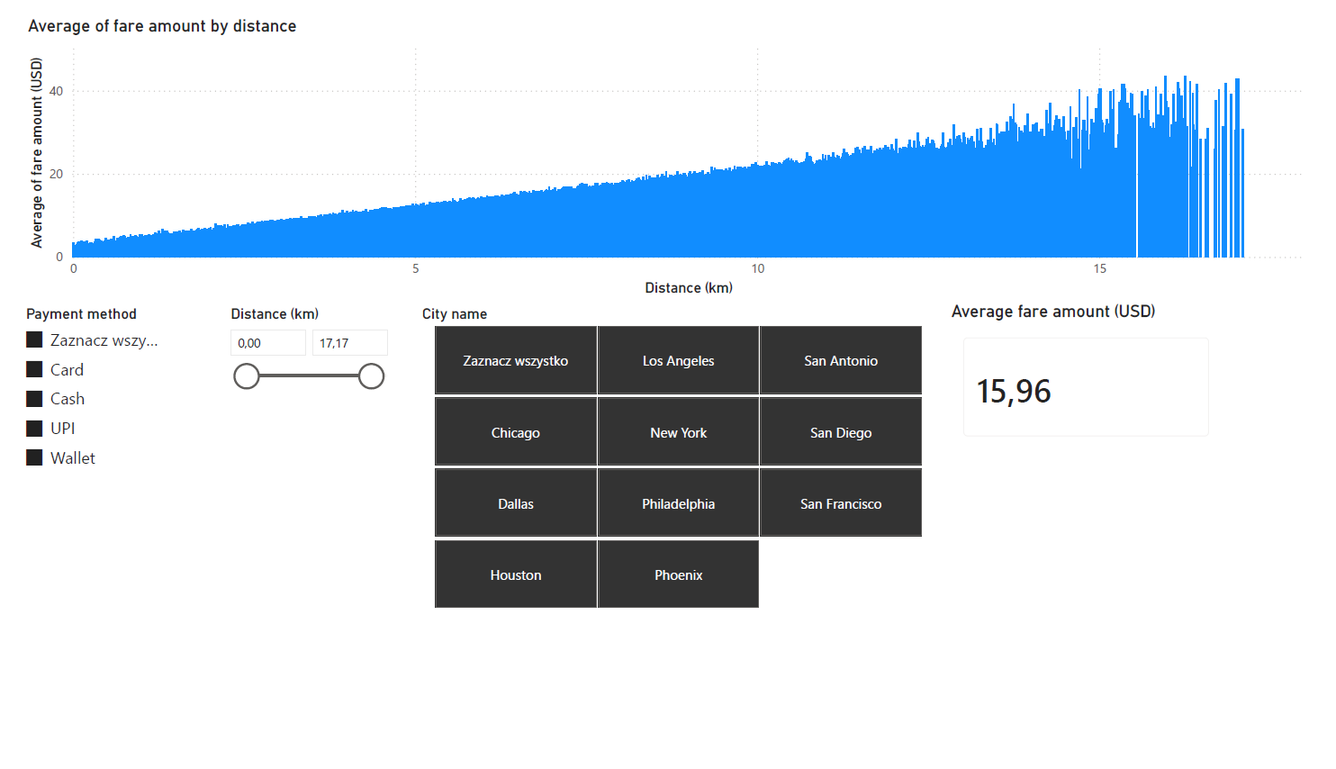 Average of fare amount by distance
Average of fare amount (USD)
40
20
0
0 5 10 15
Distance (km)
Payment method
Zaznacz wszy...
Card
Cash
UPI
Wallet
Distance (km)
0,00 17,17
City name
Zaznacz wszystko Los Angeles San Antonio
Chicago New York San Diego
Dallas Philadelphia San Francisco
Houston Phoenix
Average fare amount (USD)
15,96